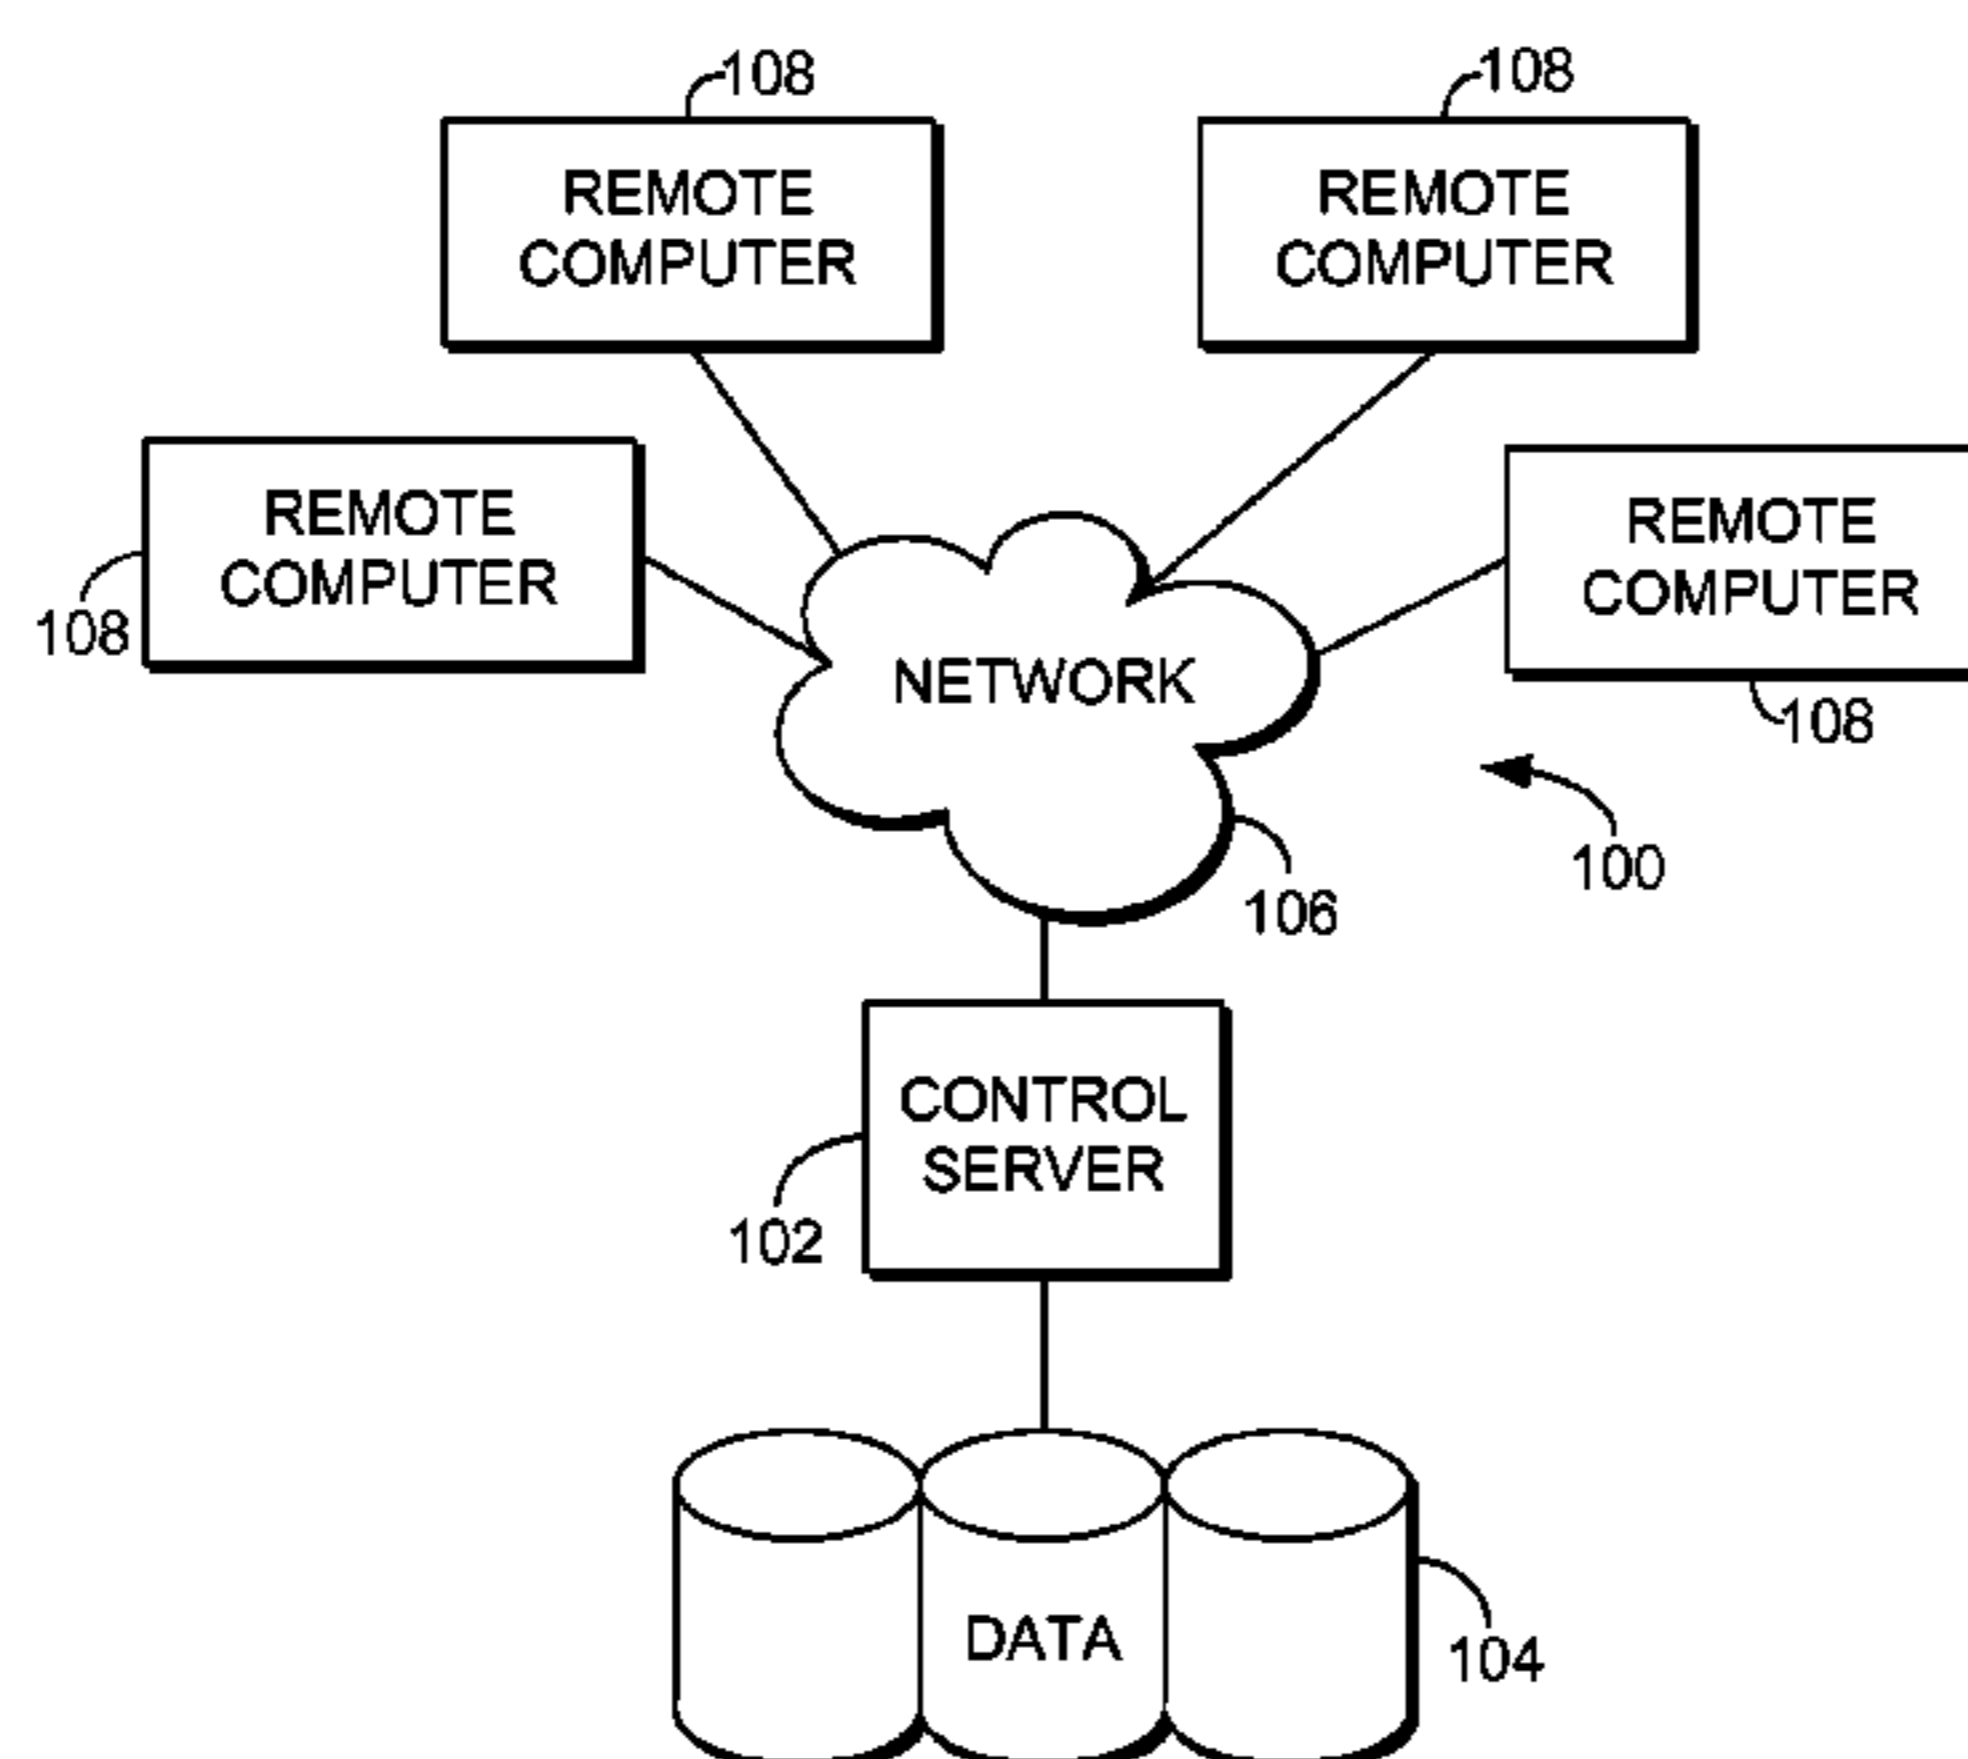 108
108
REMOTE
COMPUTER
REMOTE
COMPUTER
REMOTE
COMPUTER
REMOTE
COMPUTER
108
NETWORK
108
100
106
CONTROL
SERVER
102
DATA
104